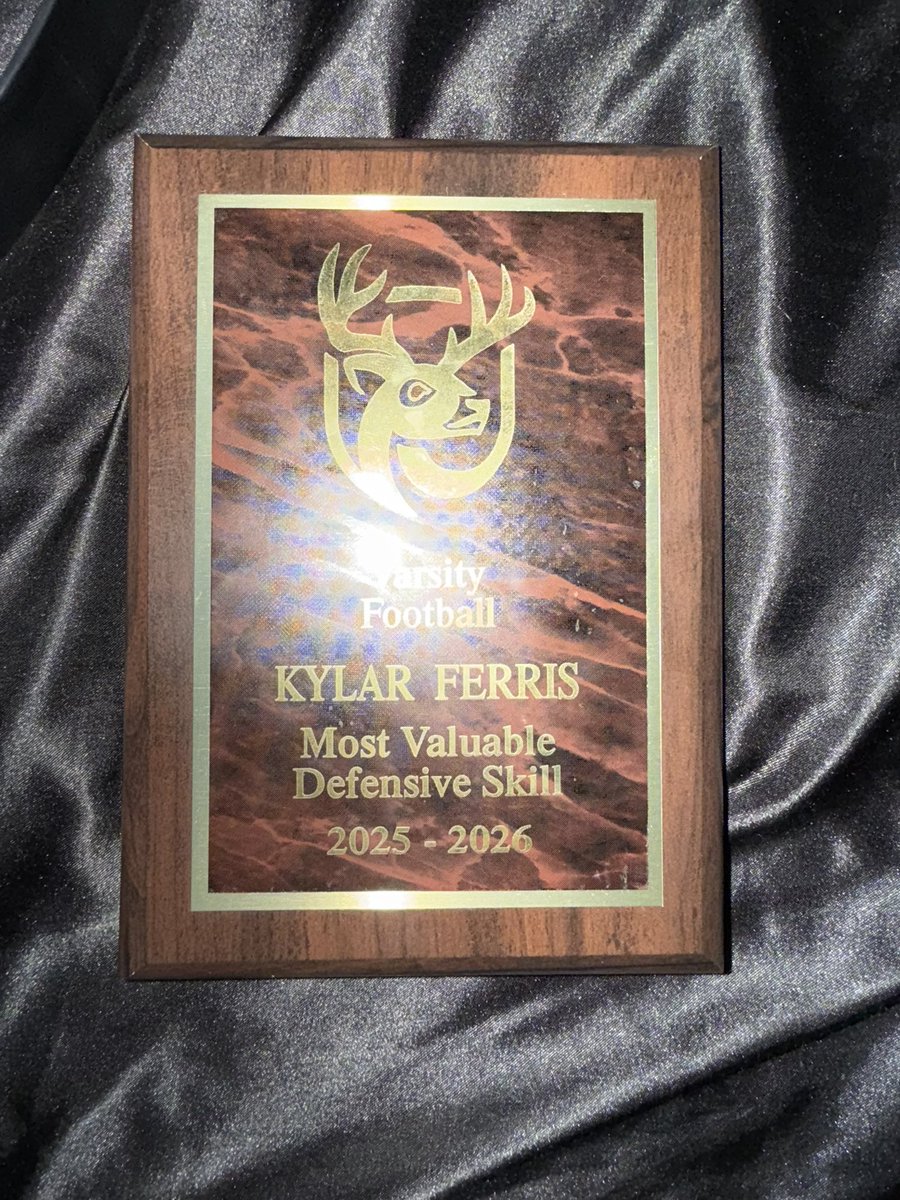 Varsity
Football
KYLAR FERRIS
Most Valuable
Defensive Skill
2025 - 2026